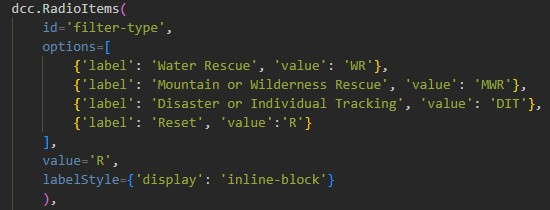 dcc.RadioItems(
    id='filter-type',
    options=[
        {'label': 'Water Rescue', 'value': 'WR'},
        {'label': 'Mountain or Wilderness Rescue', 'value': 'MWR'},
        {'label': 'Disaster or Individual Tracking', 'value': 'DIT'},
        {'label': 'Reset', 'value':'R'}
    ],
    value='R',
    labelStyle={'display': 'inline-block'}
    ),